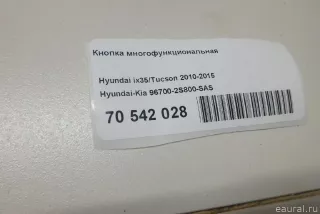 Кнопка многофункциональная
Hyundai ix35/Tucson 2010-2015
Hyundai-Kia 96700-2S800-SAS
70 542 028
eaural.ru